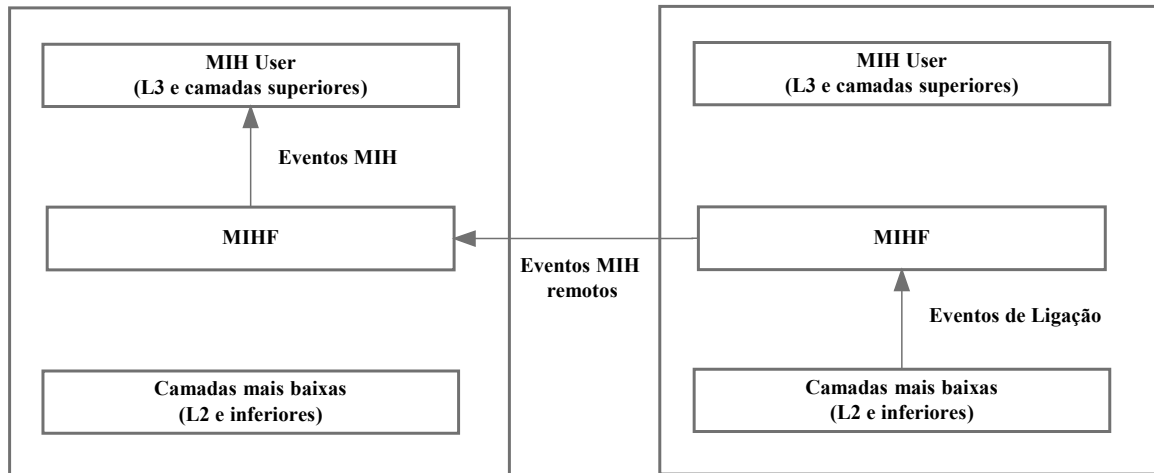 MIH User
(L3 e camadas superiores)
Eventos MIH
MIHF
Camadas mais baixas
(L2 e inferiores)
Eventos MIH
remotos
MIH User
(L3 e camadas superiores)
MIHF
Eventos de Ligação
Camadas mais baixas
(L2 e inferiores)